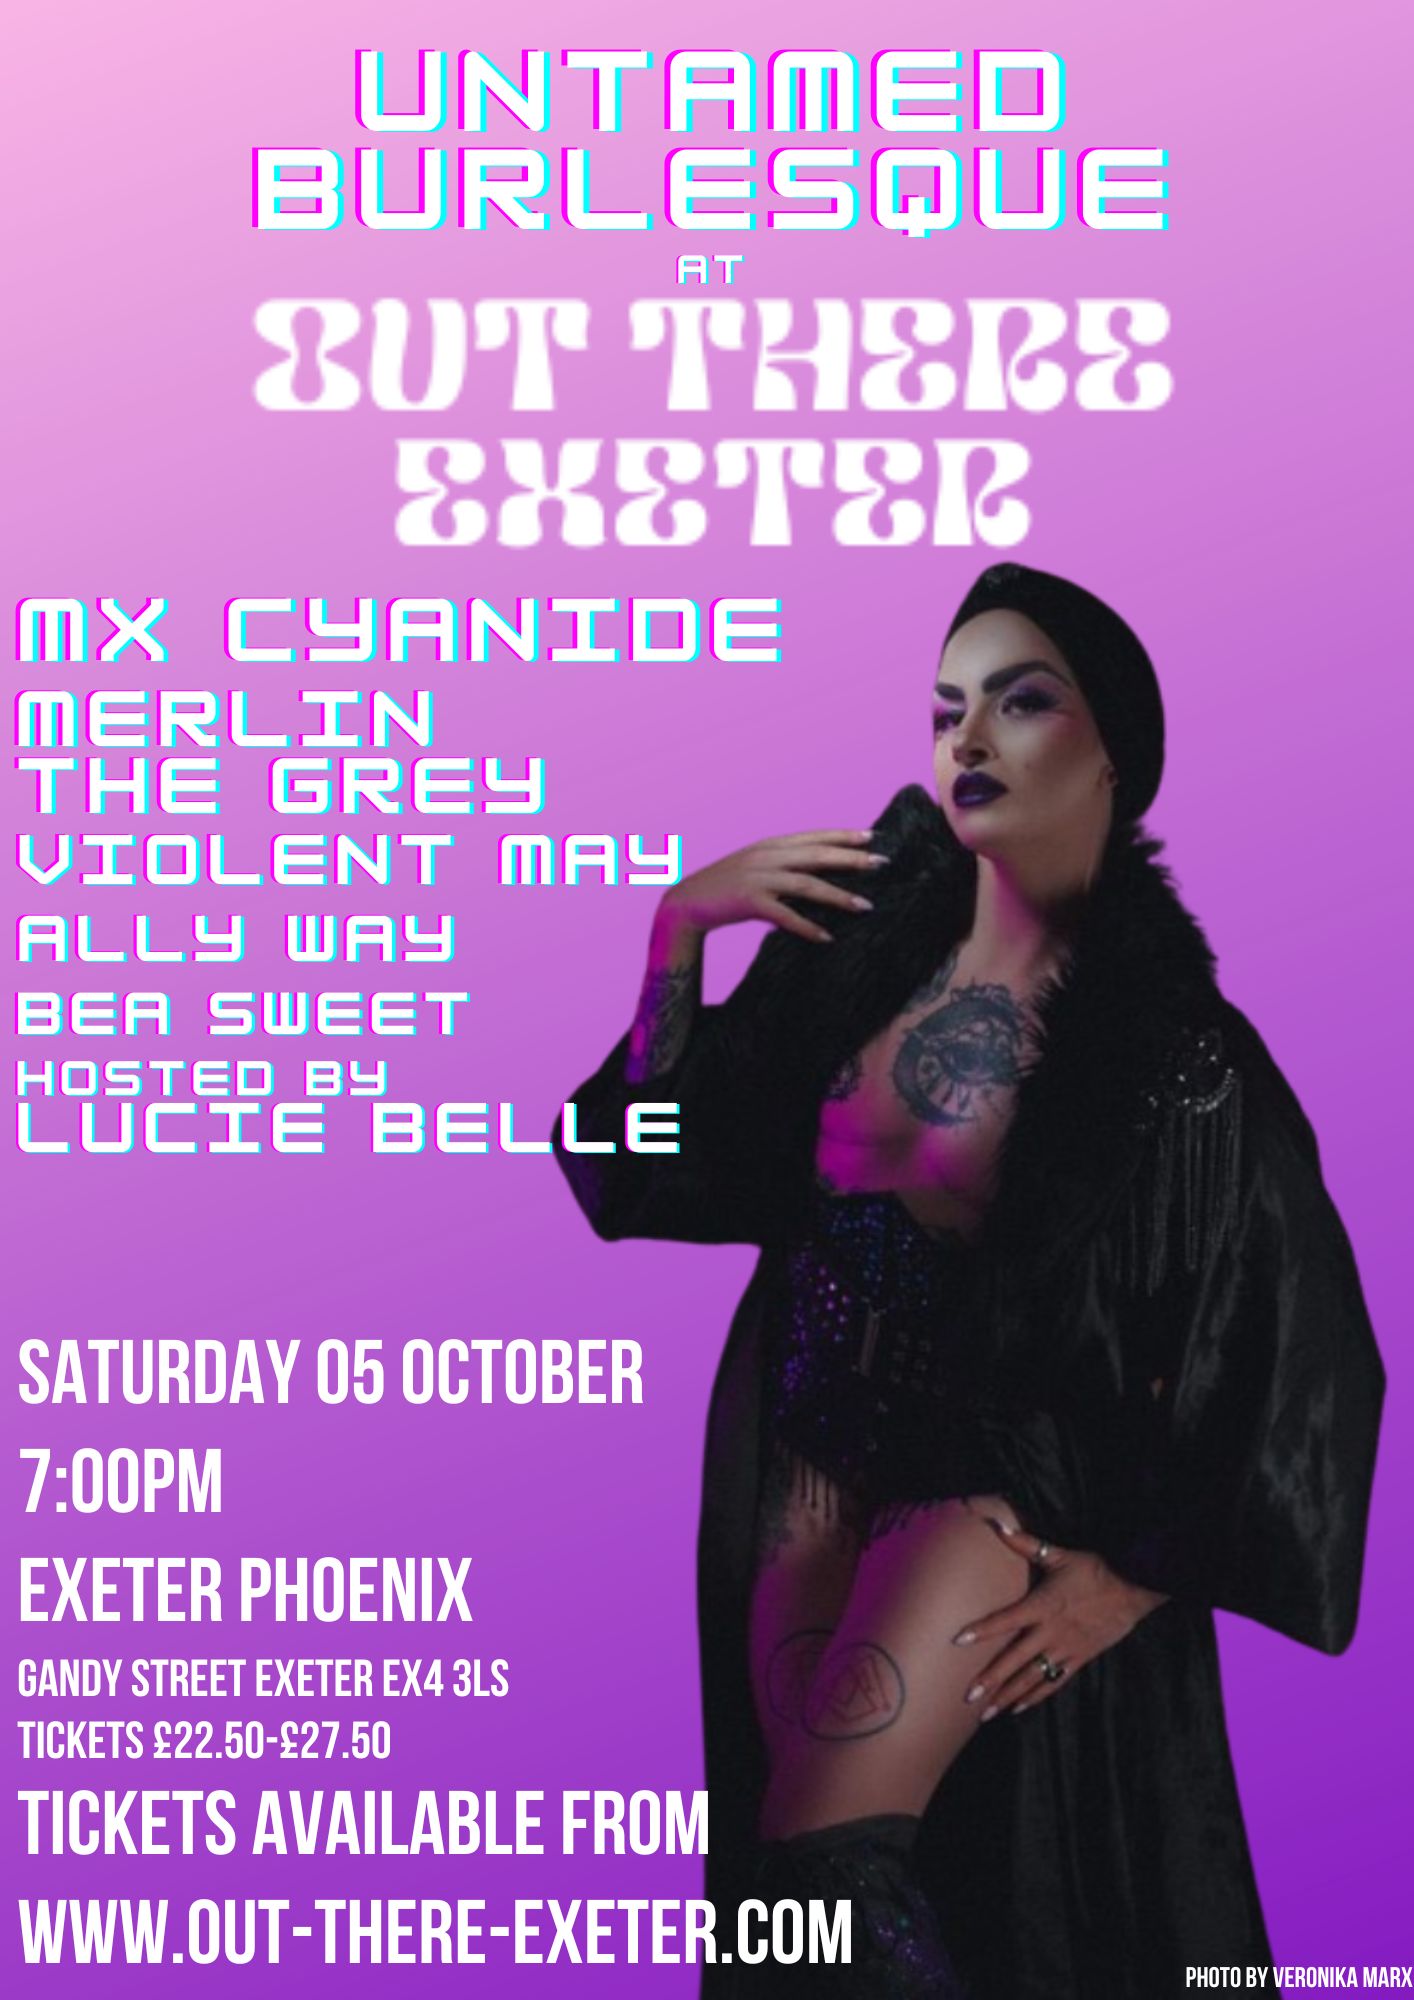 UNTAMED
BURLESQUE
AT
OUT THERE
EXETER
MX CYANIDE
MERLIN
THE GREY
VIOLENT MAY
ALLY WAY
BEA SWEET
HOSTED BY
LUCIE BELLE
SATURDAY 05 OCTOBER
7:00PM
EXETER PHOENIX
GANDY STREET EXETER EX4 3LS
TICKETS £22.50-£27.50
TICKETS AVAILABLE FROM
WWW.OUT-THERE-EXETER.COM
PHOTO BY VERONIKA MARX